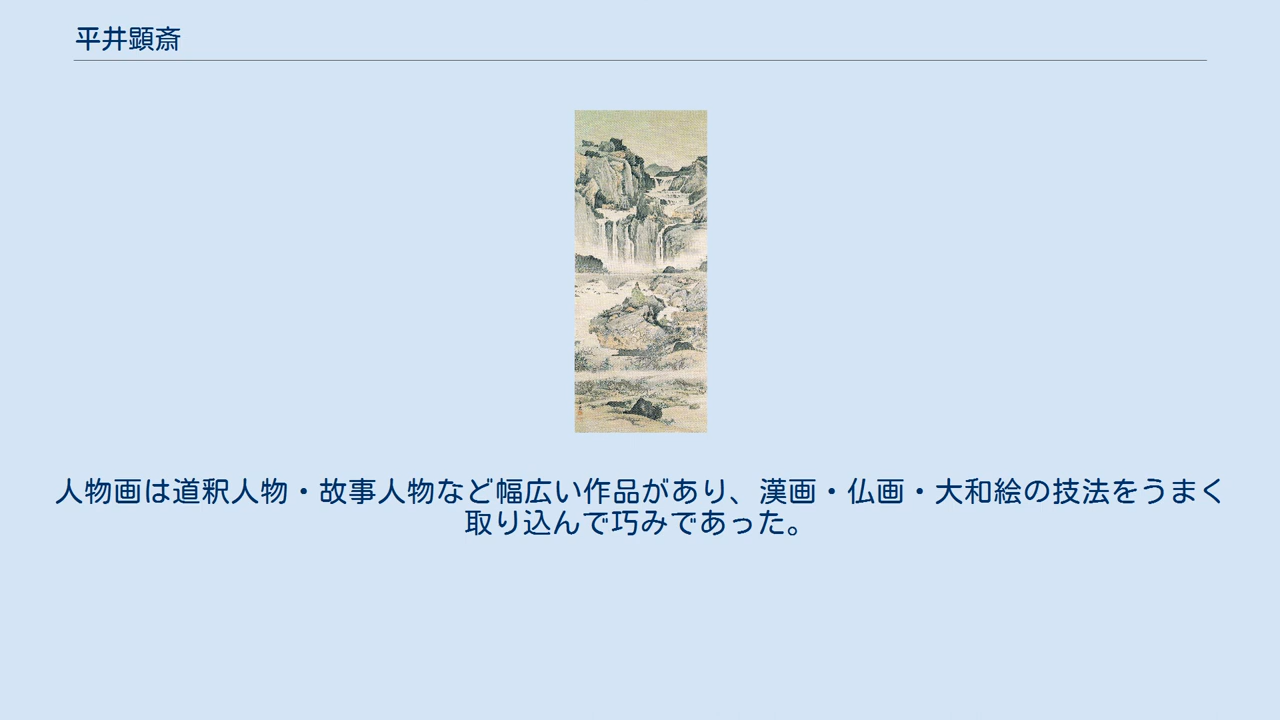 平井顕斎
人物画は道釈人物・故事人物など幅広い作品があり、漢画・仏画・大和絵の技法をうまく
取り込んで巧みであった。